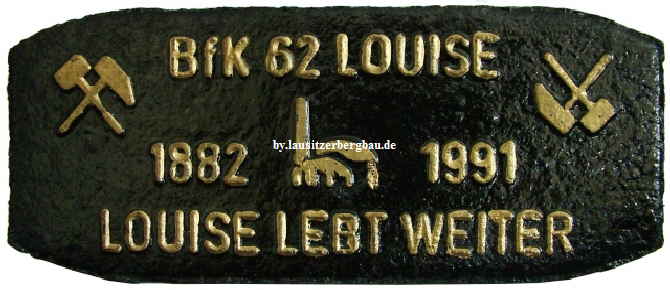 BfK 62 LOUISE
by.lausitzerbergbau.de
1882 1991
LOUISE LEBT WEITER